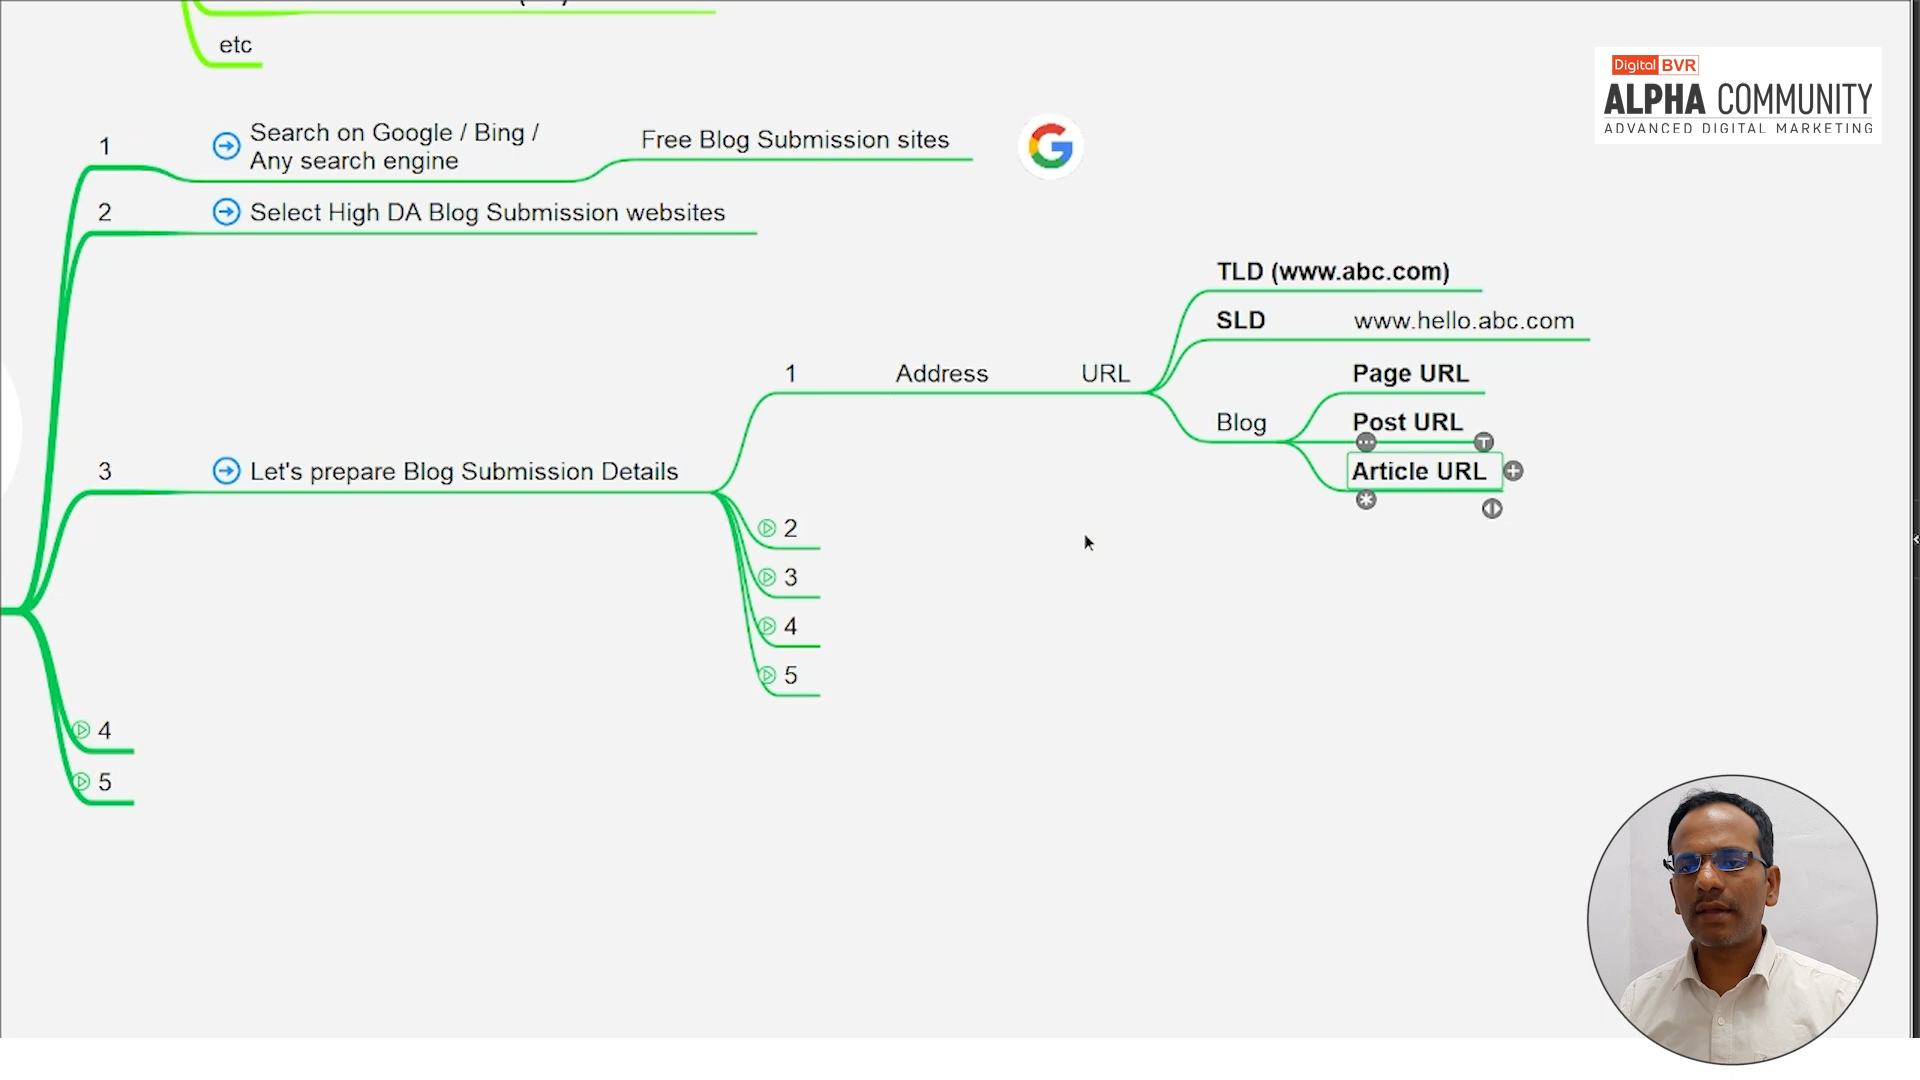 etc
Digital BVR
ALPHA COMMUNITY
ADVANCED DIGITAL MARKETING
1
Search on Google / Bing /
Any search engine
Free Blog Submission sites
2
Select High DA Blog Submission websites
3
Let's prepare Blog Submission Details
1
Address
URL
TLD (www.abc.com)
SLD
www.hello.abc.com
Blog
Page URL
Post URL
Article URL
2
3
4
5
4
5